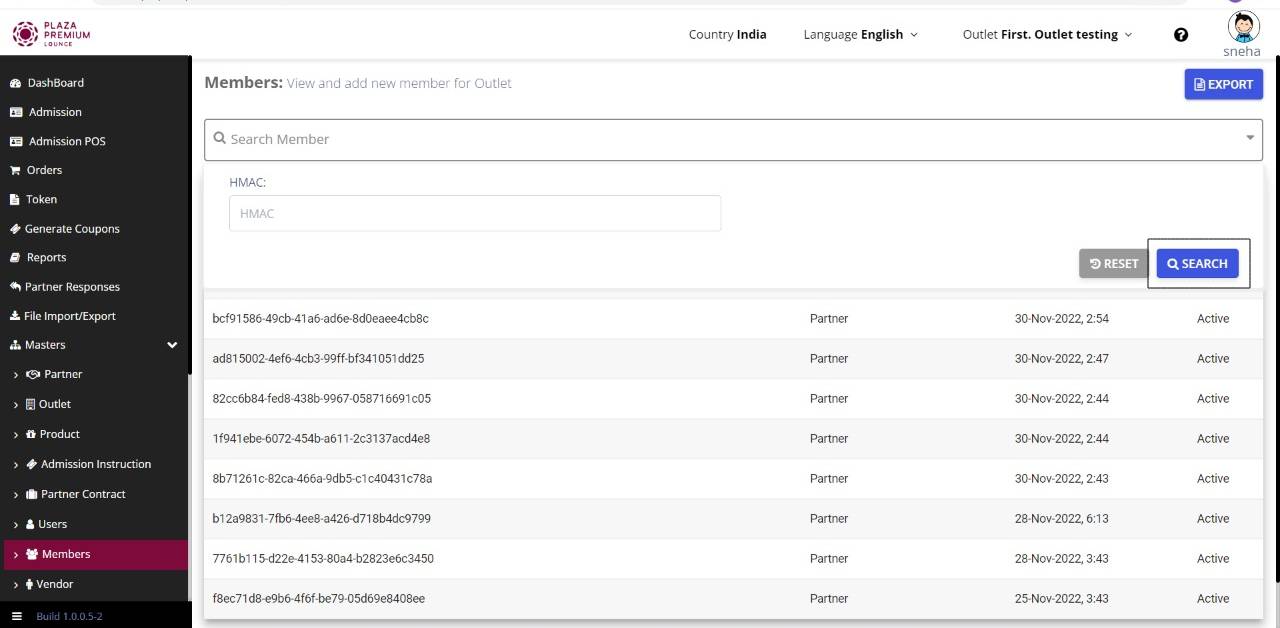 PLAZA
PREMIUM
LOUNGE
Country India
Language English
Outlet First. Outlet testing
sneha
DashBoard
Admission
Admission POS
Orders
Token
Generate Coupons
Reports
Partner Responses
File Import/Export
Masters
Partner
Outlet
Product
Admission Instruction
Partner Contract
Users
Members
Vendor
Build 1.0.0.5-2
Members: View and add new member for Outlet
EXPORT
Search Member
HMAC:
HMAC
RESET
SEARCH
bcf91586-49cb-41a6-ad6e-8d0eaee4cb8c Partner 30-Nov-2022, 2:54 Active
ad815002-4ef6-4cb3-99ff-bf341051dd25 Partner 30-Nov-2022, 2:47 Active
82cc6b84-fed8-438b-9967-058716691c05 Partner 30-Nov-2022, 2:44 Active
1f941ebe-6072-454b-a611-2c3137acd4e8 Partner 30-Nov-2022, 2:44 Active
8b71261c-82ca-466a-9db5-c1c40431c78a Partner 30-Nov-2022, 2:43 Active
b12a9831-7fb6-4ee8-a426-d718b4dc9799 Partner 28-Nov-2022, 6:13 Active
7761b115-d22e-4153-80a4-b2823e6c3450 Partner 28-Nov-2022, 3:43 Active
f8ec71d8-e9b6-4f6f-be79-05d69e8408ee Partner 25-Nov-2022, 3:43 Active